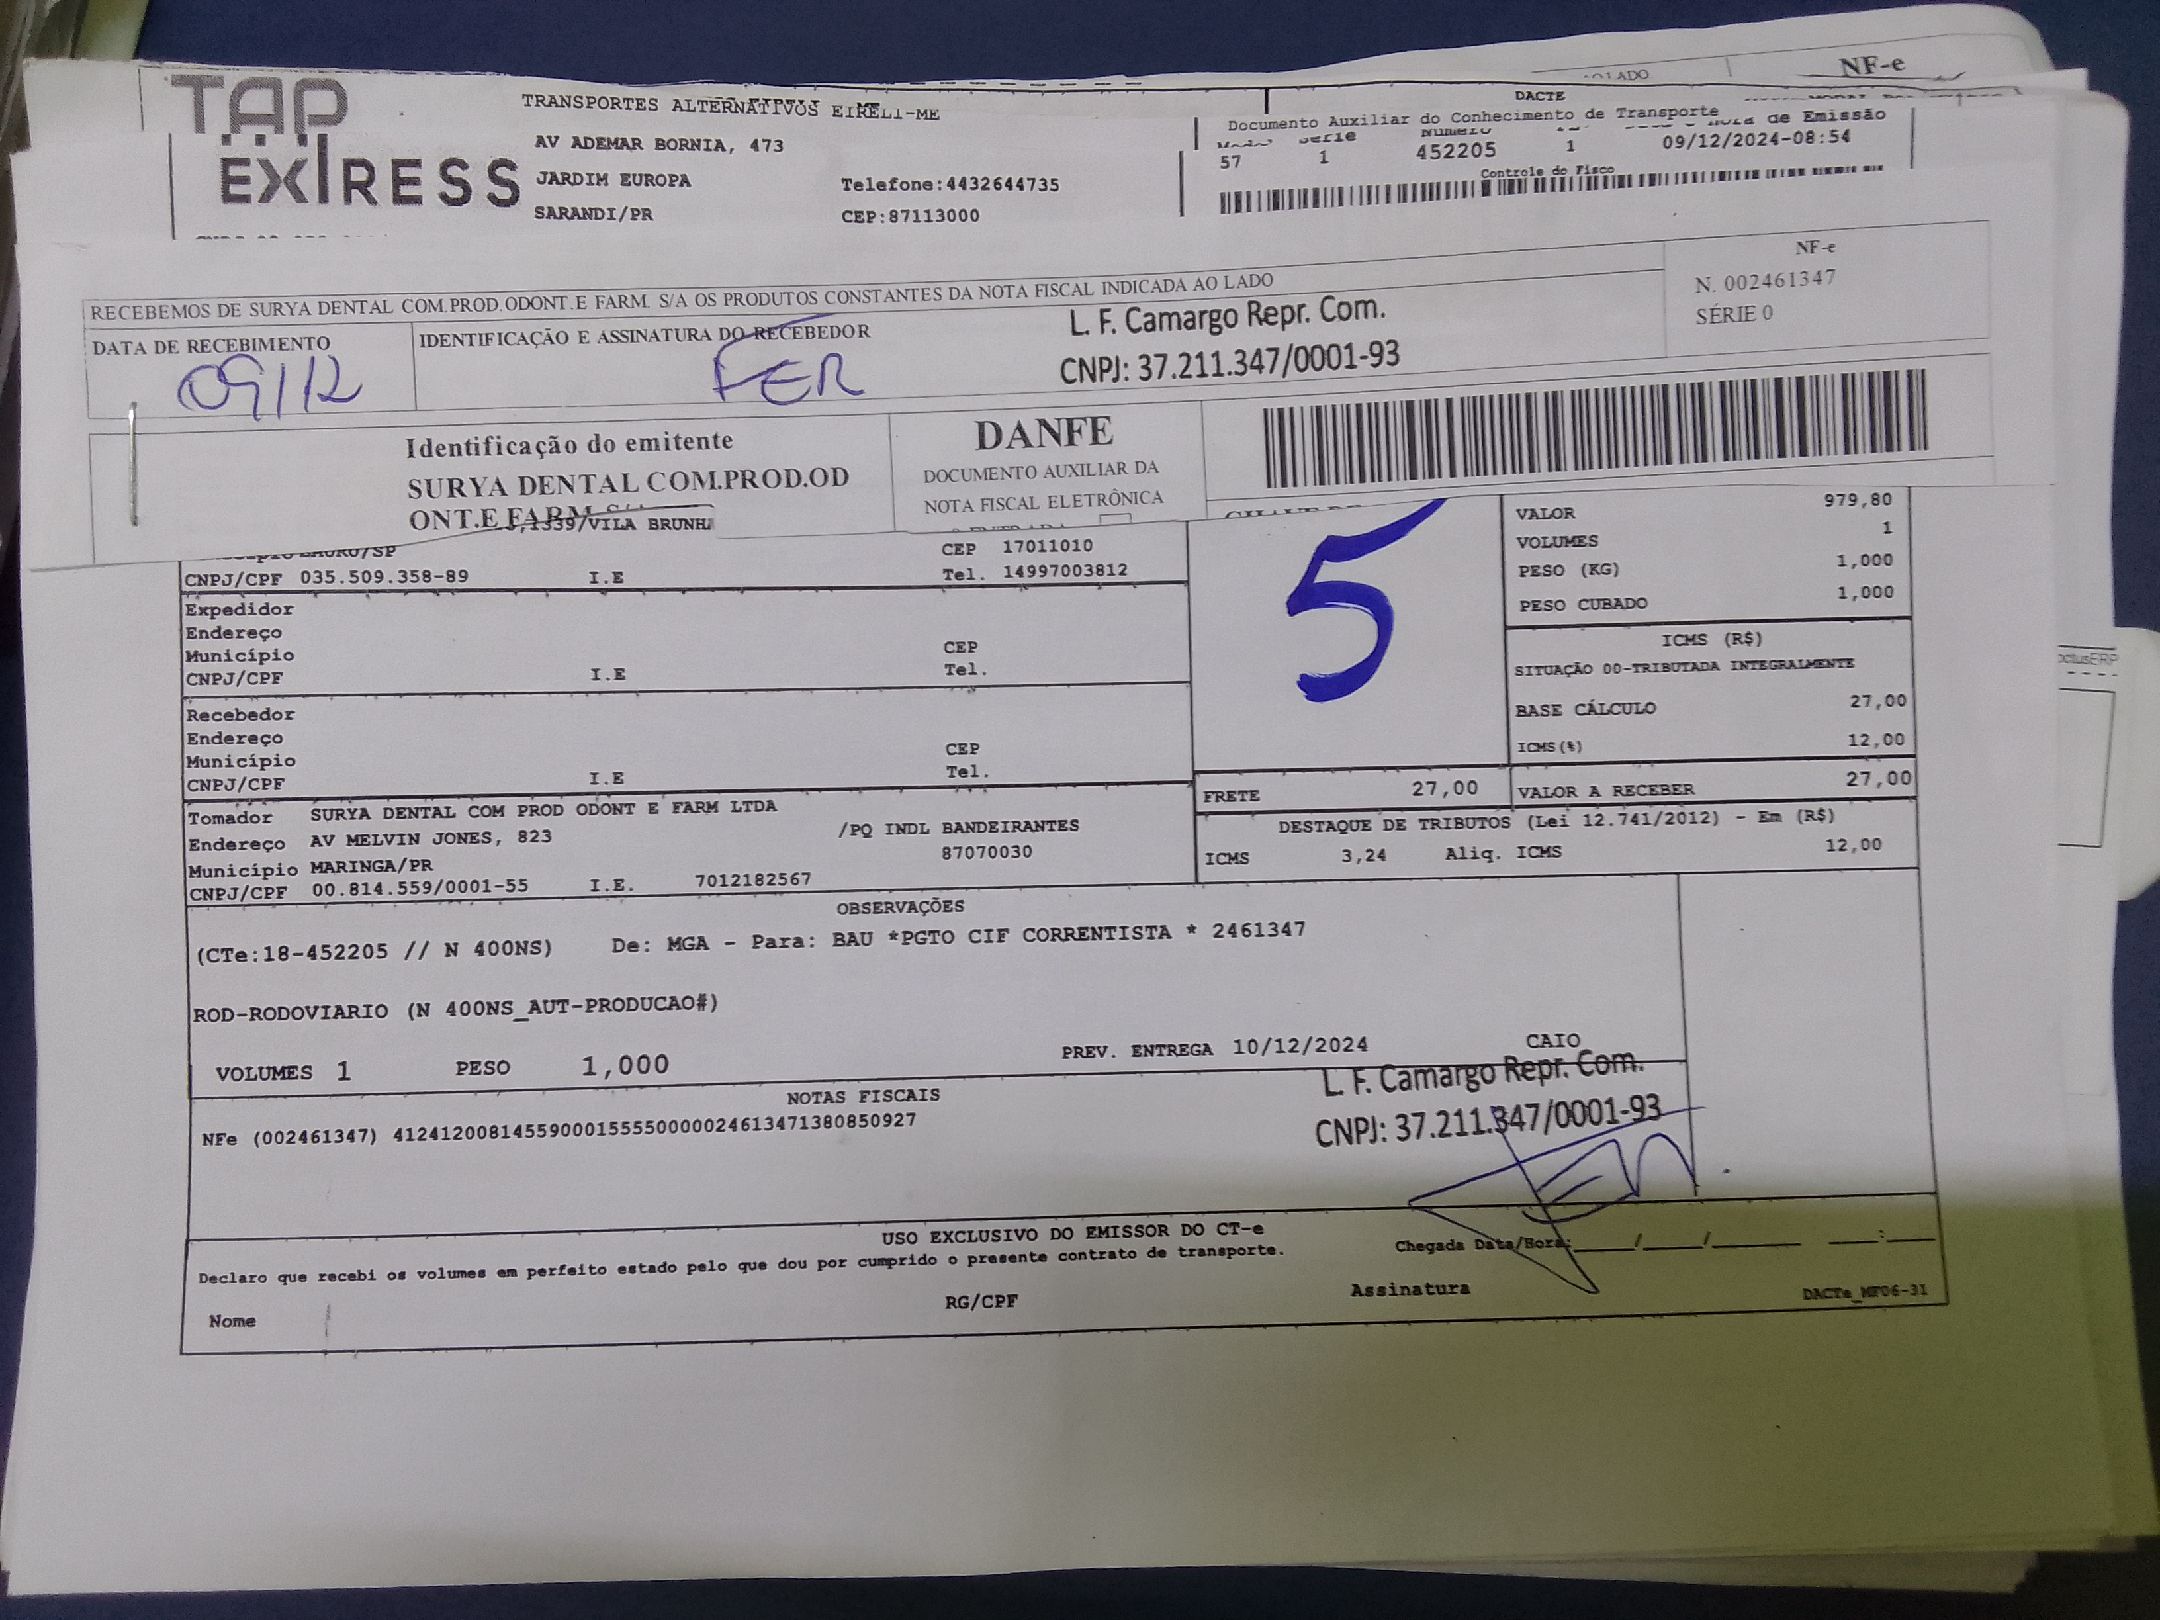 NF-e
TAP
EXPRESS
TRANSPORTES ALTERNATIVOS EIRELI-ME
AV ADEMAR BORNIA, 473
JARDIM EUROPA
Telefone:4432644735
SARANDI/PR
CEP:87113000
DACTE
Documento Auxiliar do Conhecimento de Transporte
de Emissão
57 1 452205 1 09/12/2024-08:54
Controle do Fisco
RECEBEMOS DE SURYA DENTAL COM.PROD.ODONT.E FARM. S/A OS PRODUTOS CONSTANTES DA NOTA FISCAL INDICADA AO LADO
NF-e
N. 002461347
SÉRIE 0
DATA DE RECEBIMENTO
09/12
IDENTIFICAÇÃO E ASSINATURA DO RECEBEDOR
FER
L. F. Camargo Repr. Com.
CNPJ: 37.211.347/0001-93
Identificação do emitente
SURYA DENTAL COM.PROD.OD
ONT.E FARM
DANFE
DOCUMENTO AUXILIAR DA
NOTA FISCAL ELETRÔNICA
,1339/VILA BRUNHA
BAURU/SP
CEP 17011010
CNPJ/CPF 035.509.358-89 I.E Tel. 14997003812
5
VALOR 979,80
VOLUMES 1
PESO (KG) 1,000
PESO CUBADO 1,000
Expedidor
Endereço
Município CEP
CNPJ/CPF I.E Tel.
ICMS (R$)
SITUAÇÃO 00-TRIBUTADA INTEGRALMENTE
BASE CÁLCULO 27,00
ICMS(%) 12,00
Recebedor
Endereço
Município CEP
CNPJ/CPF I.E Tel.
FRETE 27,00 VALOR A RECEBER 27,00
Tomador SURYA DENTAL COM PROD ODONT E FARM LTDA
Endereço AV MELVIN JONES, 823 /PQ INDL BANDEIRANTES
Município MARINGA/PR 87070030
CNPJ/CPF 00.814.559/0001-55 I.E. 7012182567
DESTAQUE DE TRIBUTOS (Lei 12.741/2012) - Em (R$)
ICMS 3,24 Aliq. ICMS 12,00
OBSERVAÇÕES
(CTe:18-452205 // N 400NS) De: MGA - Para: BAU *PGTO CIF CORRENTISTA * 2461347
ROD-RODOVIARIO (N 400NS_AUT-PRODUCAO#)
VOLUMES 1 PESO 1,000 PREV. ENTREGA 10/12/2024 CAIO
L. F. Camargo Repr. Com.
CNPJ: 37.211.347/0001-93
NOTAS FISCAIS
NFe (002461347) 41241200814559000155550000024613471380850927
USO EXCLUSIVO DO EMISSOR DO CT-e
Declaro que recebi os volumes em perfeito estado pelo que dou por cumprido o presente contrato de transporte.
Chegada Data/Hora: ____/____/______ ___:___
Nome RG/CPF Assinatura
DACTe_MF06-31